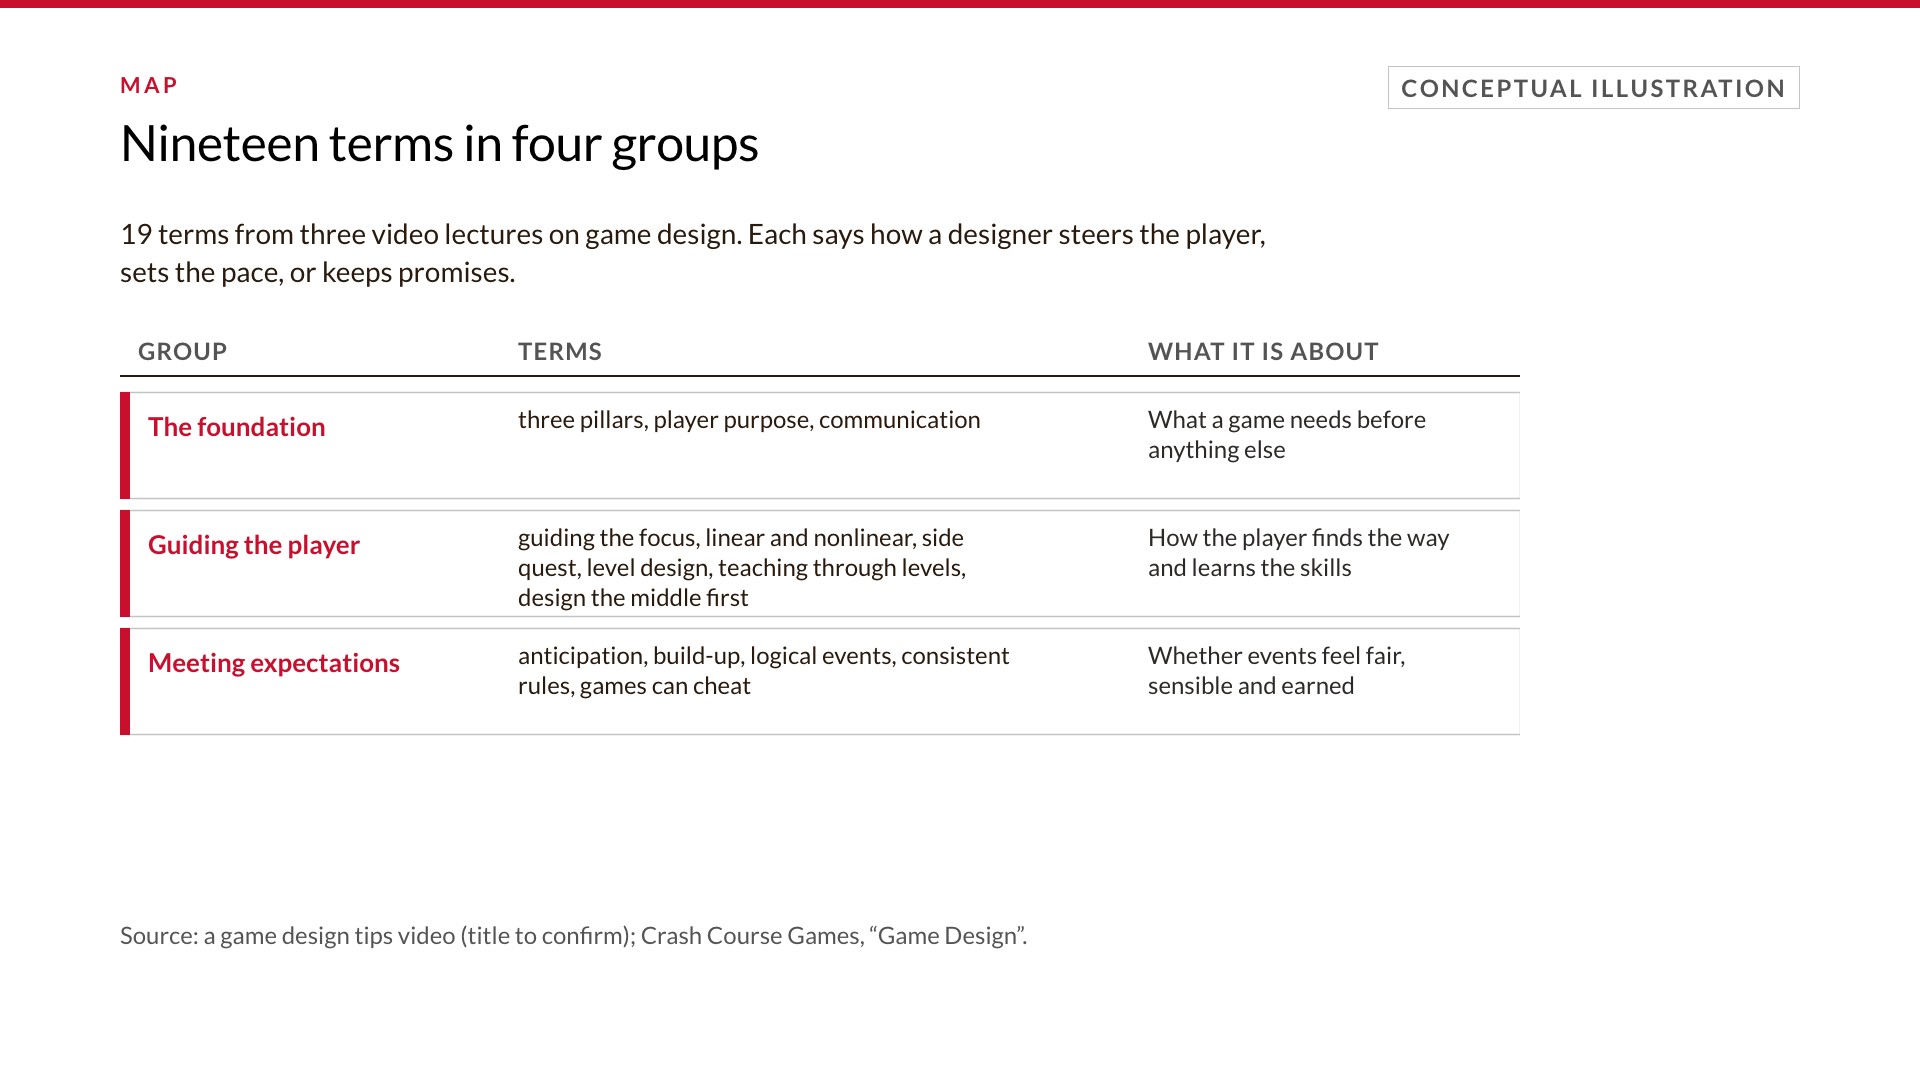 MAP
CONCEPTUAL ILLUSTRATION
Nineteen terms in four groups
19 terms from three video lectures on game design. Each says how a designer steers the player,
sets the pace, or keeps promises.
GROUP
TERMS
WHAT IT IS ABOUT
The foundation
three pillars, player purpose, communication
What a game needs before
anything else
Guiding the player
guiding the focus, linear and nonlinear, side
quest, level design, teaching through levels,
design the middle first
How the player finds the way
and learns the skills
Meeting expectations
anticipation, build-up, logical events, consistent
rules, games can cheat
Whether events feel fair,
sensible and earned
Source: a game design tips video (title to confirm); Crash Course Games, “Game Design”.